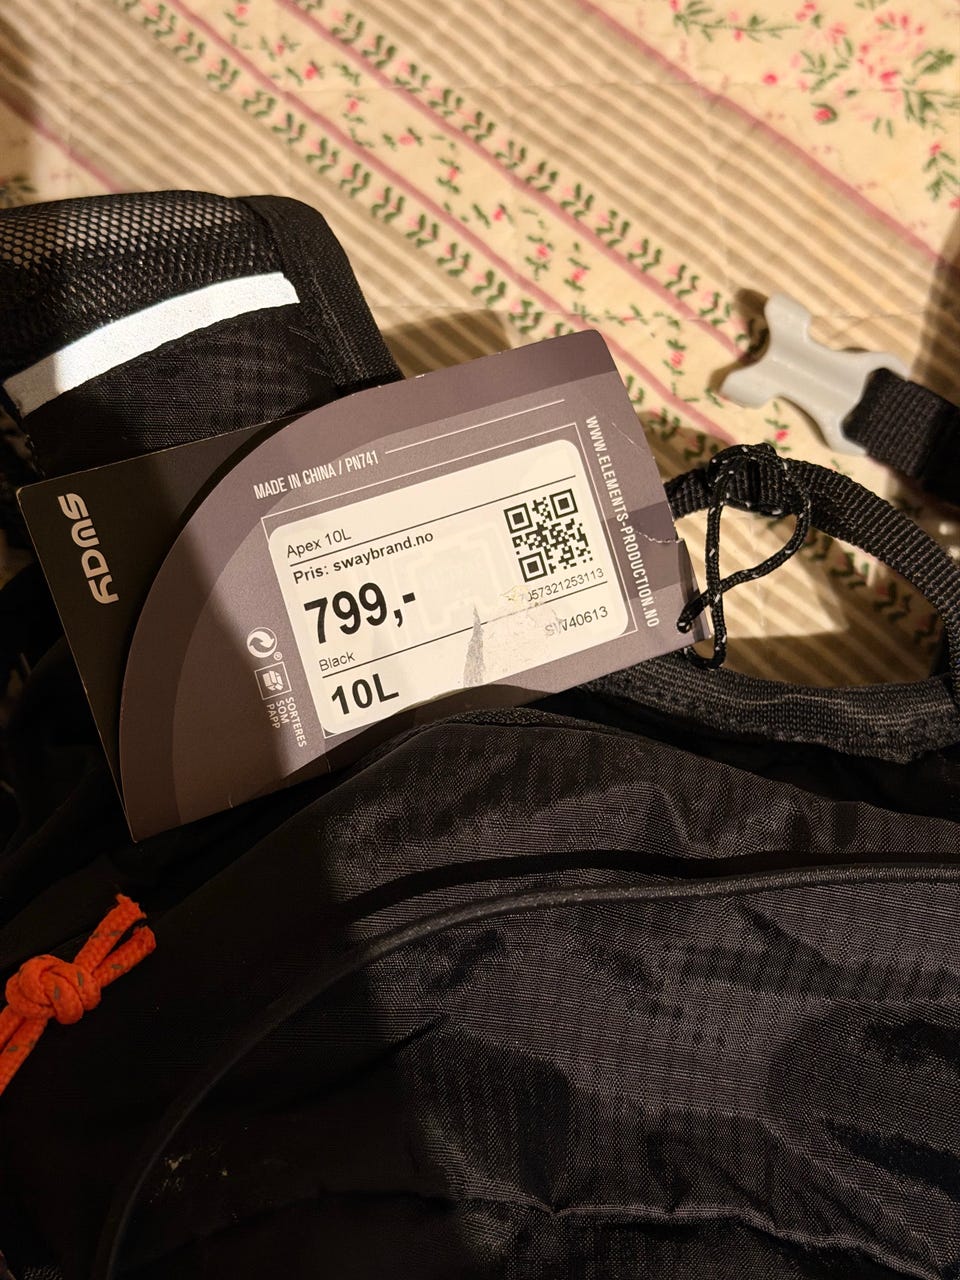 SWAY
MADE IN CHINA / PN741
WWW.ELEMENTS-PRODUCTION.NO
Apex 10L
Pris: swaybrand.no
799,-
7057321253113
Black
SW40613
10L
SORTERES
SOM
PAPP